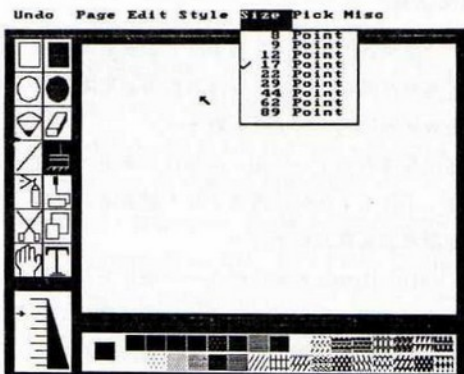 Undo Page Edit Style Size Pick Misc
8 Point
9 Point
12 Point
✓ 17 Point
22 Point
29 Point
44 Point
62 Point
89 Point
T